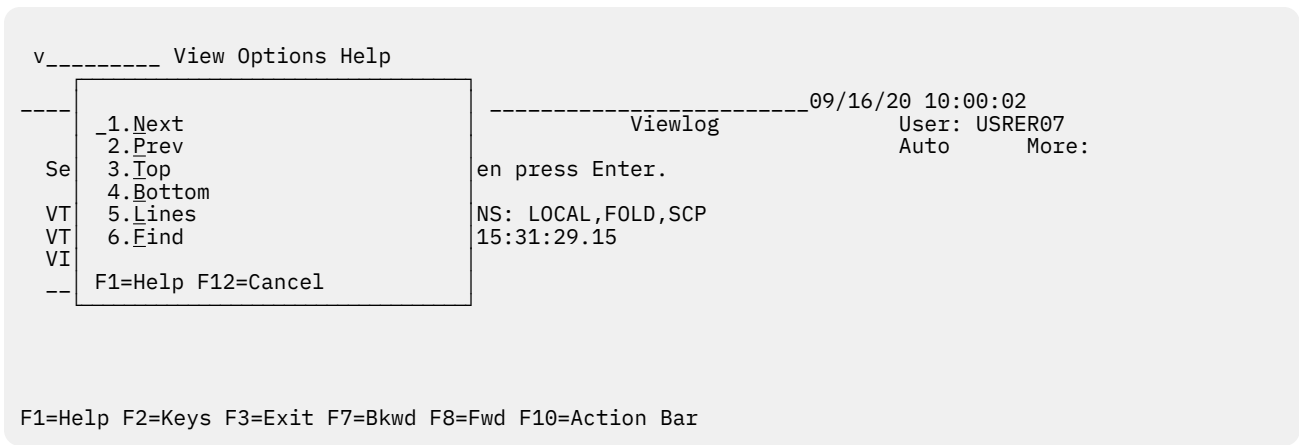 v_________ View Options Help
____ _________________________09/16/20 10:00:02
_1.Next Viewlog User: USRER07
2.Prev Auto More:
Se 3.Top en press Enter.
4.Bottom
VT 5.Lines NS: LOCAL,FOLD,SCP
VT 6.Find 15:31:29.15
VI
__ F1=Help F12=Cancel
F1=Help F2=Keys F3=Exit F7=Bkwd F8=Fwd F10=Action Bar